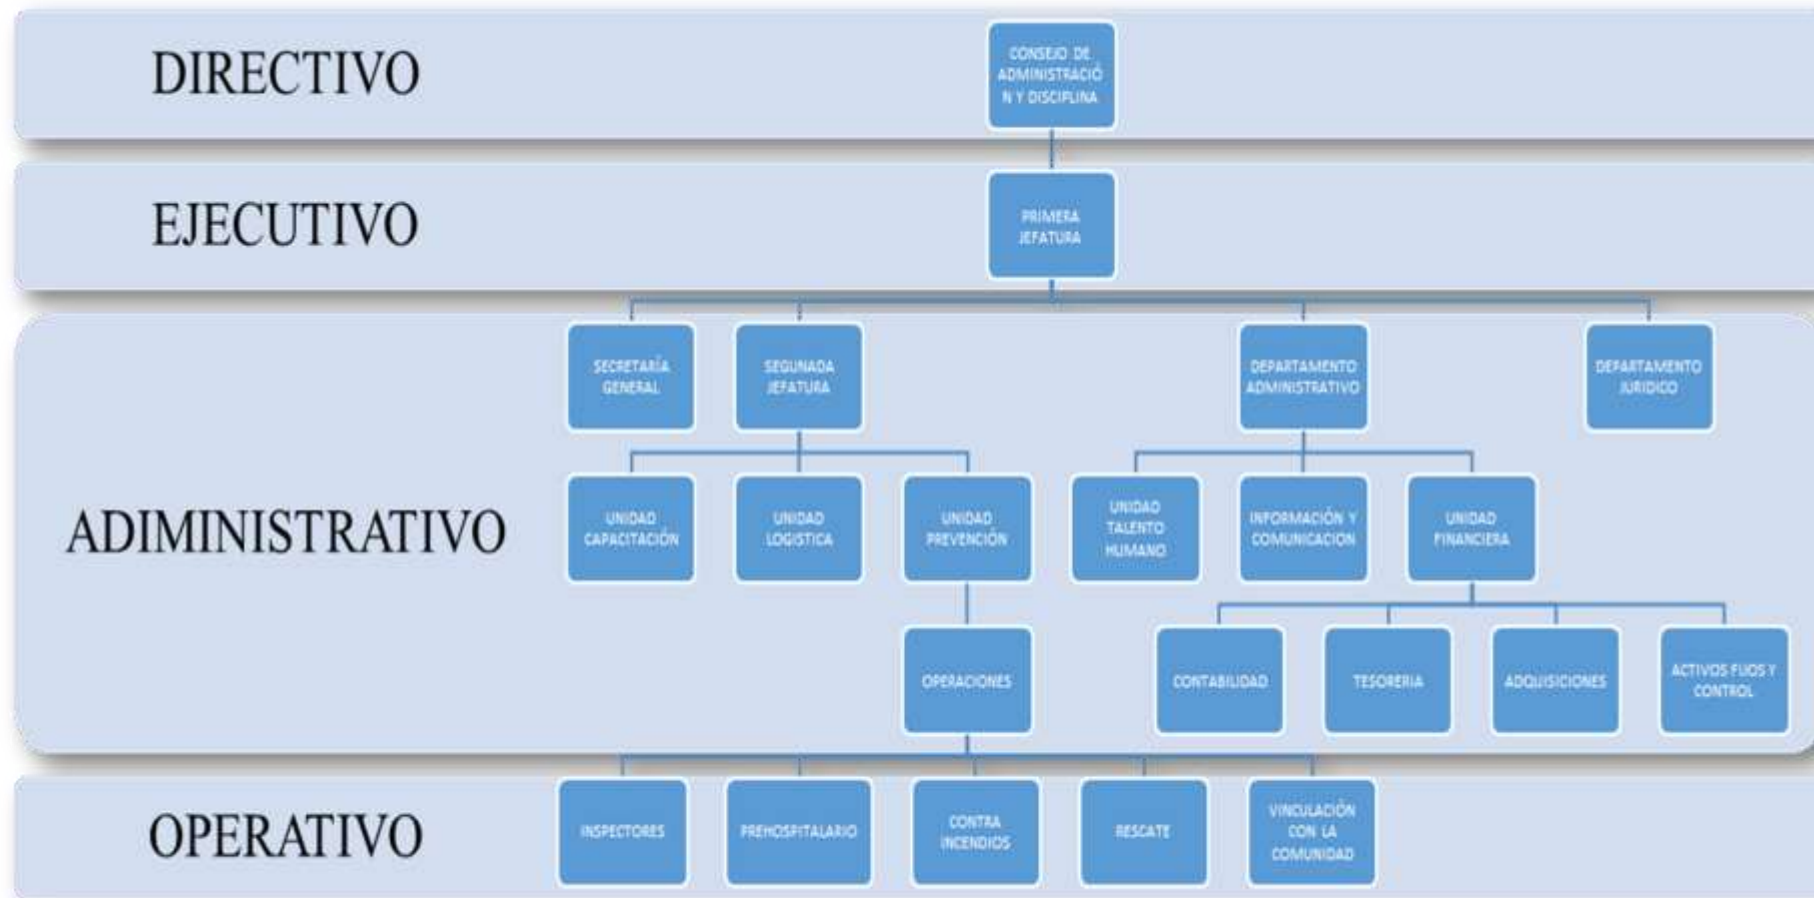 DIRECTIVO
CONSEJO DE
ADMINISTRACIÓ
N Y DISCIPLINA
EJECUTIVO
PRIMERA
JEFATURA
SECRETARÍA
GENERAL
SEGUNADA
JEFATURA
DEPARTAMENTO
ADMINISTRATIVO
DEPARTAMENTO
JURIDICO
ADIMINISTRATIVO
UNIDAD
CAPACITACIÓN
UNIDAD
LOGISTICA
UNIDAD
PREVENCIÓN
UNIDAD
TALENTO
HUMANO
INFORMACIÓN Y
COMUNICACION
UNIDAD
FINANCIERA
OPERACIONES
CONTABILIDAD
TESORERIA
ADQUISICIONES
ACTIVOS FIJOS Y
CONTROL
OPERATIVO
INSPECTORES
PREHOSPITALARIO
CONTRA
INCENDIOS
RESCATE
VINCULACIÓN
CON LA
COMUNIDAD